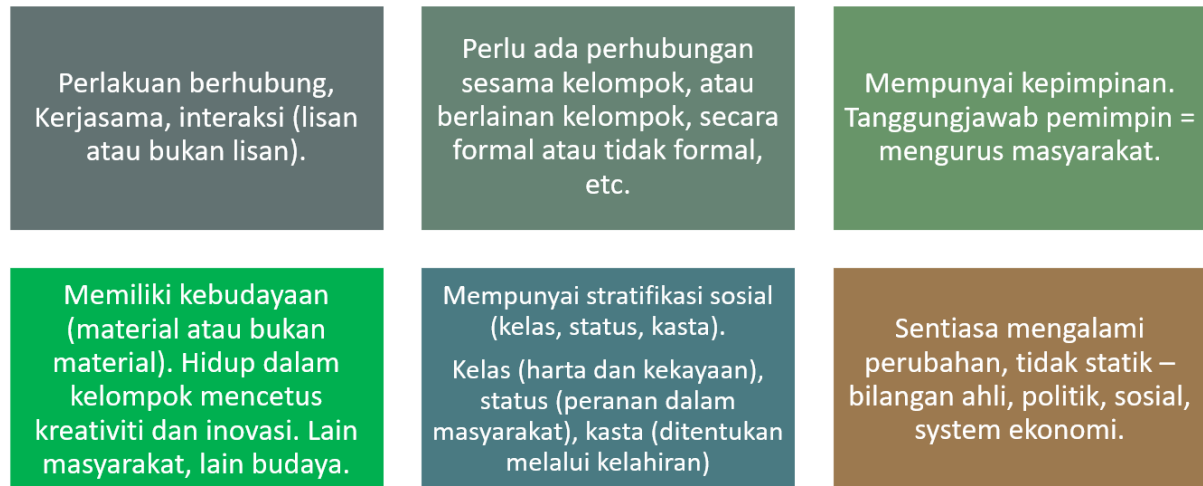 Perlakuan berhubung,
Kerjasama, interaksi (lisan
atau bukan lisan).
Perlu ada perhubungan
sesama kelompok, atau
berlainan kelompok, secara
formal atau tidak formal,
etc.
Mempunyai kepimpinan.
Tanggungjawab pemimpin =
mengurus masyarakat.
Memiliki kebudayaan
(material atau bukan
material). Hidup dalam
kelompok mencetus
kreativiti dan inovasi. Lain
masyarakat, lain budaya.
Mempunyai stratifikasi sosial
(kelas, status, kasta).
Kelas (harta dan kekayaan),
status (peranan dalam
masyarakat), kasta (ditentukan
melalui kelahiran)
Sentiasa mengalami
perubahan, tidak statik –
bilangan ahli, politik, sosial,
system ekonomi.